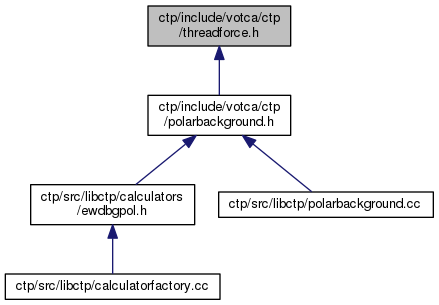 ctp/include/votca/ctp
/threadforce.h
ctp/include/votca/ctp
/polarbackground.h
ctp/src/libctp/calculators
/ewdbgpol.h
ctp/src/libctp/polarbackground.cc
ctp/src/libctp/calculatorfactory.cc